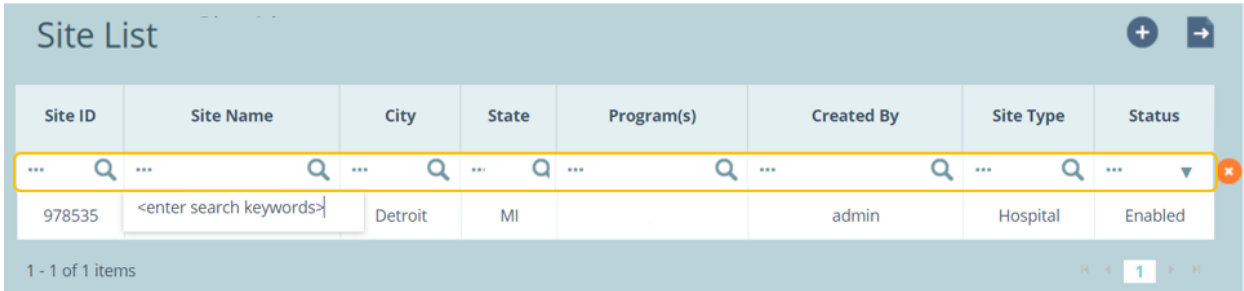 Site List
Site ID Site Name City State Program(s) Created By Site Type Status
... ... ... ... ... ... ... ...
<enter search keywords>
978535 Detroit MI admin Hospital Enabled
1 - 1 of 1 items 1